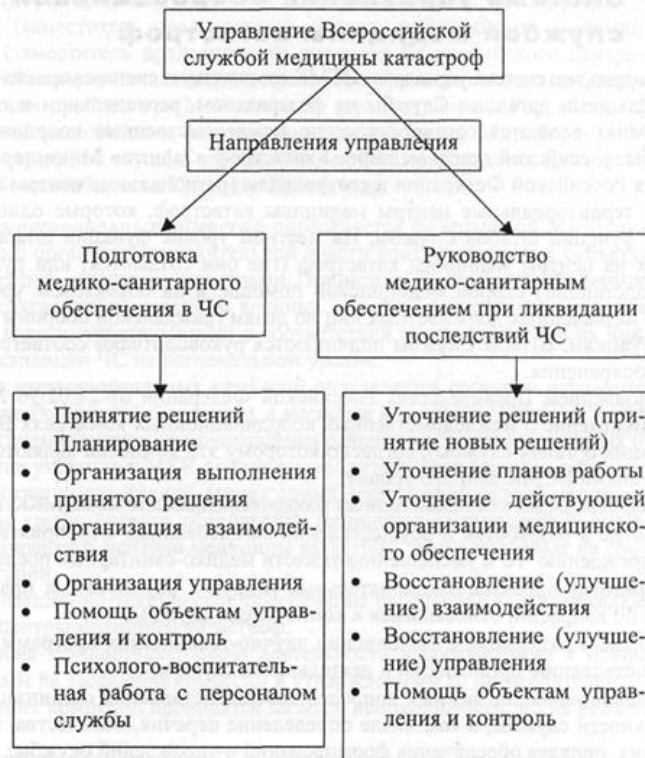 Управление Всероссийской
службой медицины катастроф
Направления управления
Подготовка
медико-санитарного
обеспечения в ЧС
Руководство
медико-санитарным
обеспечением при ликвидации
последствий ЧС
• Принятие решений
• Планирование
• Организация выполнения
принятого решения
• Организация взаимодей-
ствия
• Организация управления
• Помощь объектам управ-
ления и контроль
• Психолого-воспитатель-
ная работа с персоналом
службы
• Уточнение решений (при-
нятие новых решений)
• Уточнение планов работы
• Уточнение действующей
организации медицинско-
го обеспечения
• Восстановление (улучше-
ние) взаимодействия
• Восстановление (улучше-
ние) управления
• Помощь объектам управ-
ления и контроль